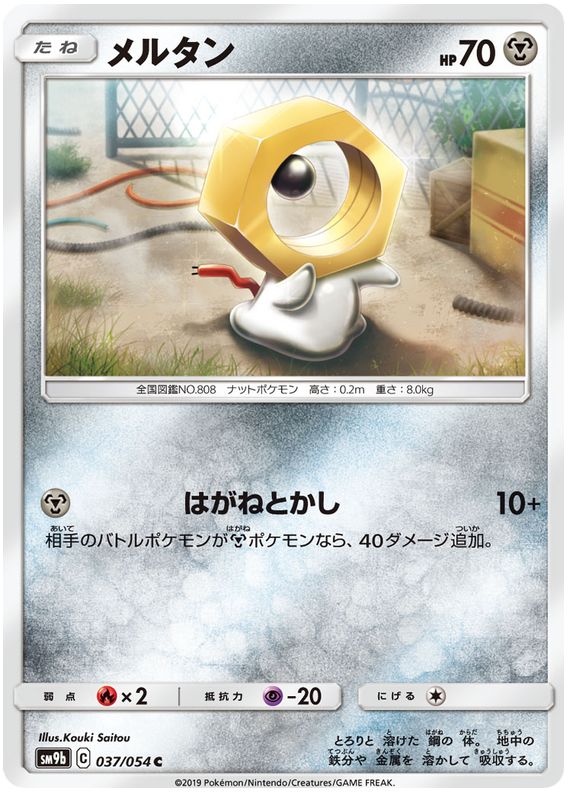 たね メルタン HP70
全国図鑑NO.808 ナットポケモン 高さ:0.2m 重さ:8.0kg
はがねとかし 10+
相手のバトルポケモンがポケモンなら、40ダメージ追加。
弱点 ×2 抵抗力 -20 にげる
Illus.Kouki Saitou
とろりと 溶けた 鋼の 体。地中の
鉄分や 金属を 溶かして 吸収する。
sm9b C 037/054 C
©2019 Pokémon/Nintendo/Creatures/GAME FREAK.